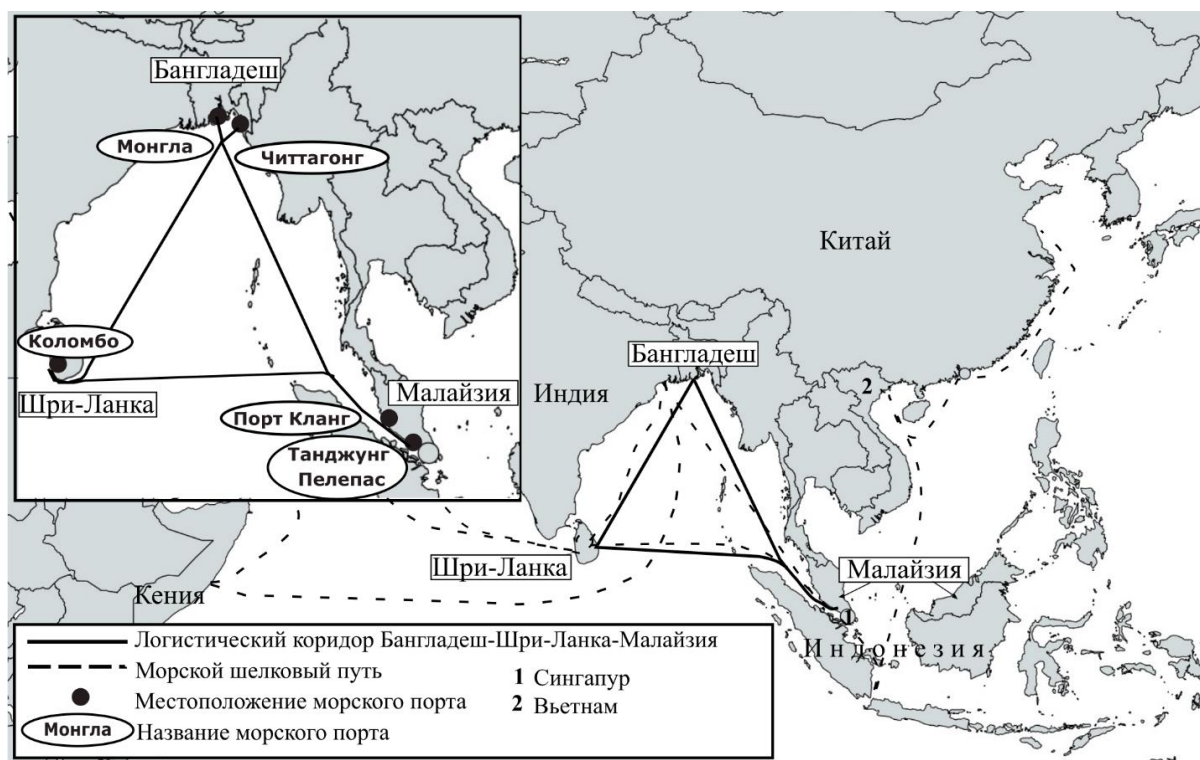 Бангладеш
Монгла
Читтагонг
Коломбо
Шри-Ланка
Малайзия
Порт Кланг
Танджунг
Пелепас
Китай
Бангладеш
Индия
2
Шри-Ланка
Малайзия
Кения
1
Индонезия
Логистический коридор Бангладеш-Шри-Ланка-Малайзия
Морской шелковый путь
1 Сингапур
Местоположение морского порта
2 Вьетнам
Монгла Название морского порта